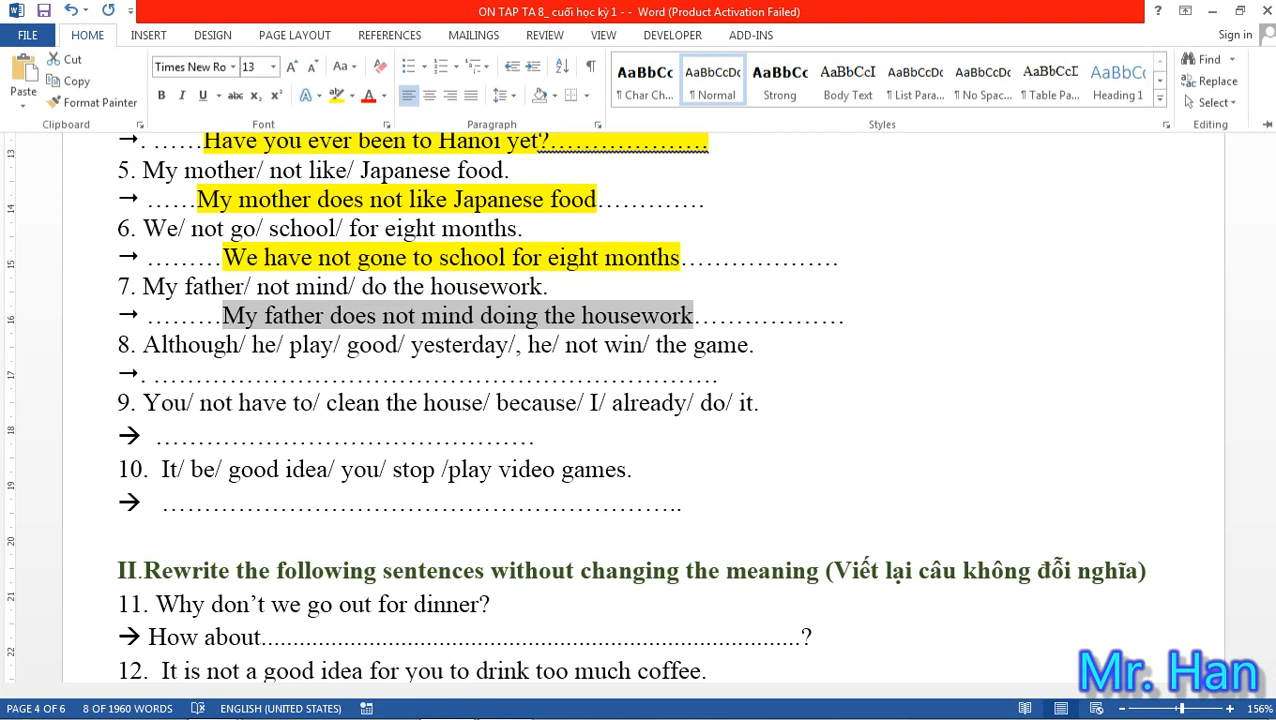 ON TAP TA 8_ cuối học kỳ 1 - - Word (Product Activation Failed)
FILE HOME INSERT DESIGN PAGE LAYOUT REFERENCES MAILINGS REVIEW VIEW DEVELOPER ADD-INS Sign in
Paste
Cut
Copy
Format Painter
Times New Ro 13
AaBbCc AaBbCcDc AaBbCc AaBbCcI AaBbCcDc AaBbCcDc AaBbCcI AaBbCc
¶ Char Ch... ¶ Normal Strong Body Text ¶ List Para... ¶ No Spac... ¶ Table Pa... Heading 1
Find
Replace
Select
Clipboard Font Paragraph Styles Editing
→. ……Have you ever been to Hanoi yet?……………….
5. My mother/ not like/ Japanese food.
→ ……My mother does not like Japanese food………….
6. We/ not go/ school/ for eight months.
→ ………We have not gone to school for eight months……………….
7. My father/ not mind/ do the housework.
→ ………My father does not mind doing the housework………………
8. Although/ he/ play/ good/ yesterday/, he/ not win/ the game.
→. ………………………………………………………….
9. You/ not have to/ clean the house/ because/ I/ already/ do/ it.
→ ………………………………………
10. It/ be/ good idea/ you/ stop /play video games.
→ ……………………………………………………..
II.Rewrite the following sentences without changing the meaning (Viết lại câu không đỗi nghĩa)
11. Why don’t we go out for dinner?
→ How about.....................................................................?
12. It is not a good idea for you to drink too much coffee.
Mr. Han
PAGE 4 OF 6 8 OF 1960 WORDS ENGLISH (UNITED STATES) 156%